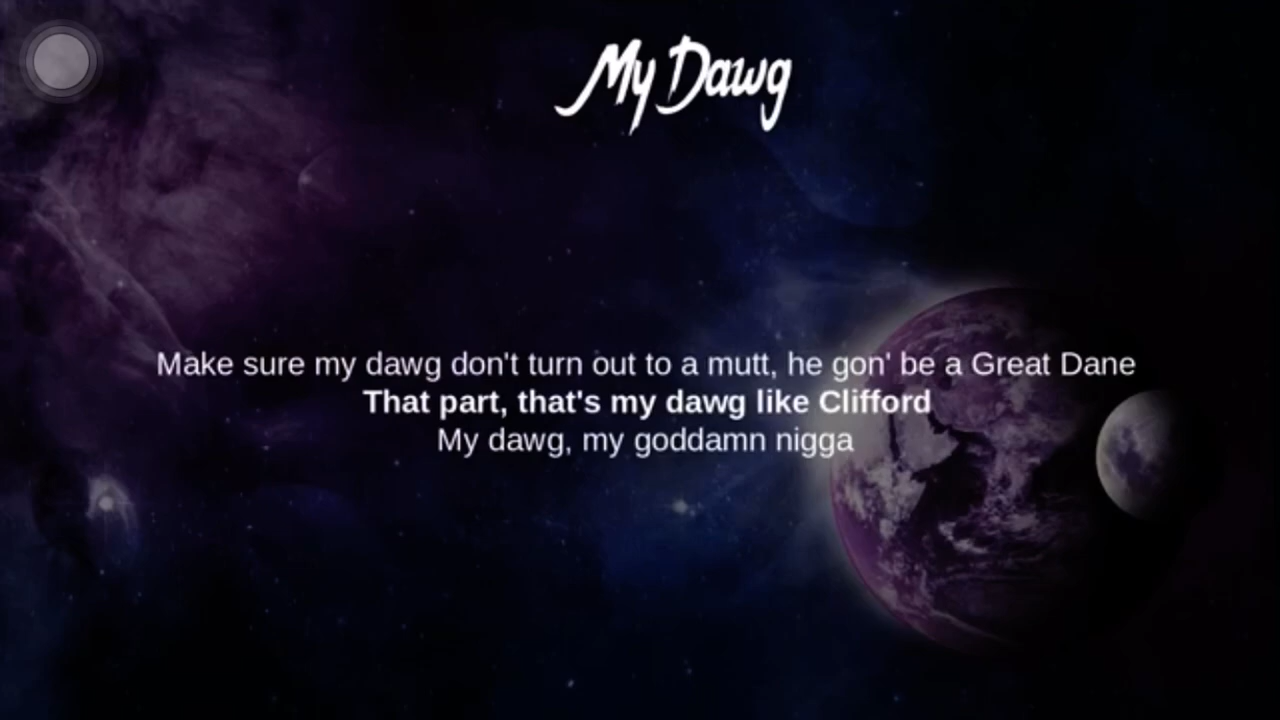 My Dawg
Make sure my dawg don't turn out to a mutt, he gon' be a Great Dane
That part, that's my dawg like Clifford
My dawg, my goddamn nigga